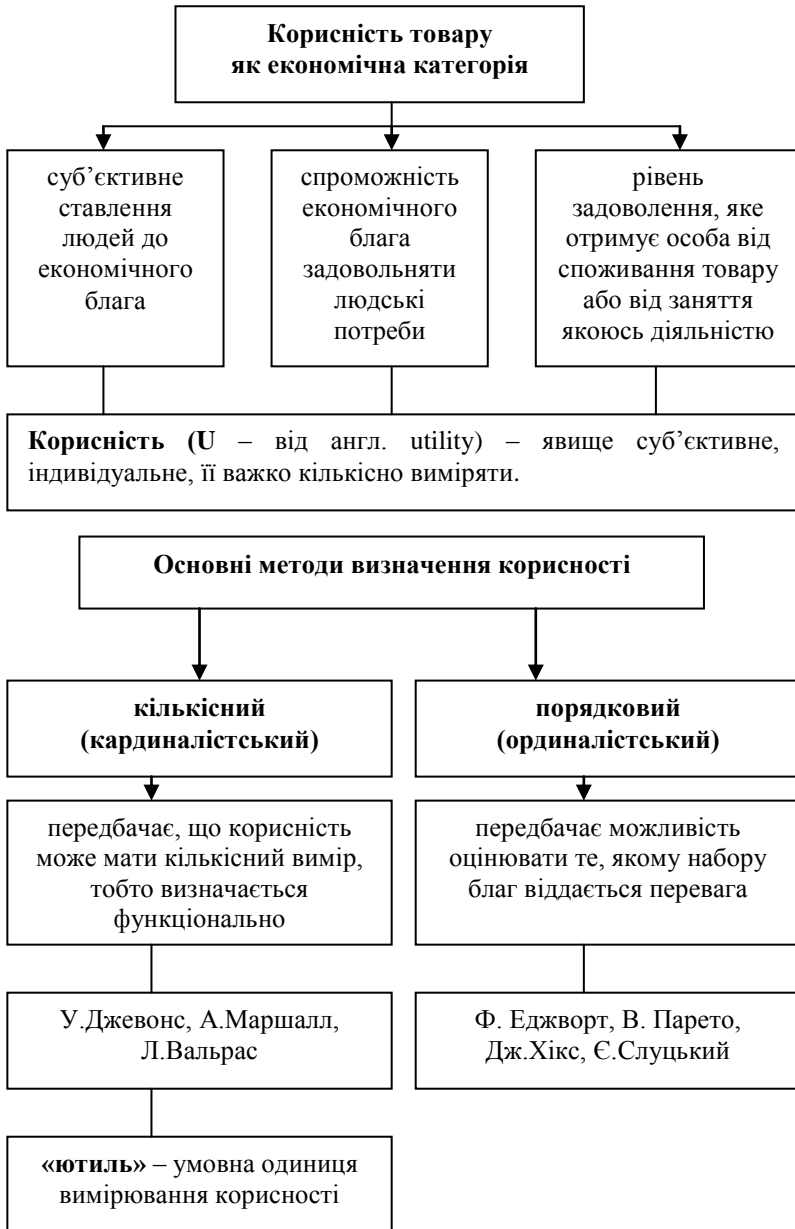 Корисність товару
як економічна категорія
суб’єктивне
ставлення
людей до
економічного
блага
спроможність
економічного
блага
задовольняти
людські
потреби
рівень
задоволення, яке
отримує особа від
споживання товару
або від заняття
якоюсь діяльністю
Корисність (U – від англ. utility) – явище суб’єктивне,
індивідуальне, її важко кількісно виміряти.
Основні методи визначення корисності
кількісний
(кардиналістський)
порядковий
(ординалістський)
передбачає, що корисність
може мати кількісний вимір,
тобто визначається
функціонально
передбачає можливість
оцінювати те, якому набору
благ віддається перевага
У.Джевонс, А.Маршалл,
Л.Вальрас
Ф. Еджворт, В. Парето,
Дж.Хікс, Є.Слуцький
«ютиль» – умовна одиниця
вимірювання корисності